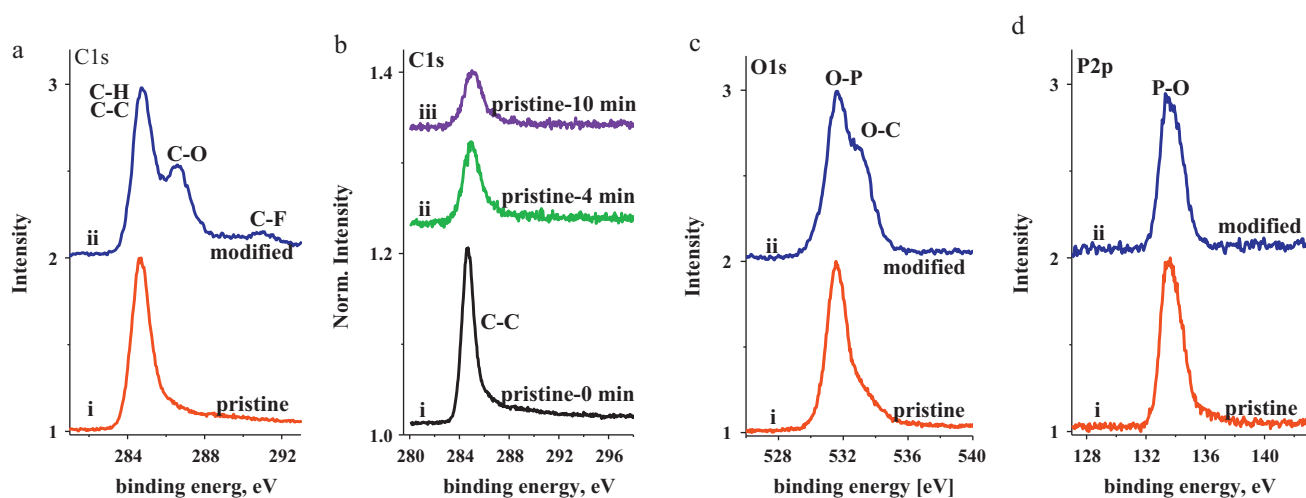 a
C1s
3
C-H
C-C
C-O
C-F
ii
modified
2
i
pristine
1
284
288
292
Intensity
binding energ, eV
b
C1s
1.4
iii
pristine-10 min
ii
pristine-4 min
1.2
C-C
i
pristine-0 min
1.0
280
284
288
292
296
Norm. Intensity
binding energy, eV
c
O1s
O-P
3
O-C
ii
modified
2
i
pristine
1
528
532
536
540
Intensity
binding energy [eV]
d
P2p
P-O
3
ii
modified
2
i
pristine
1
128
132
136
140
Intensity
binding energy, eV